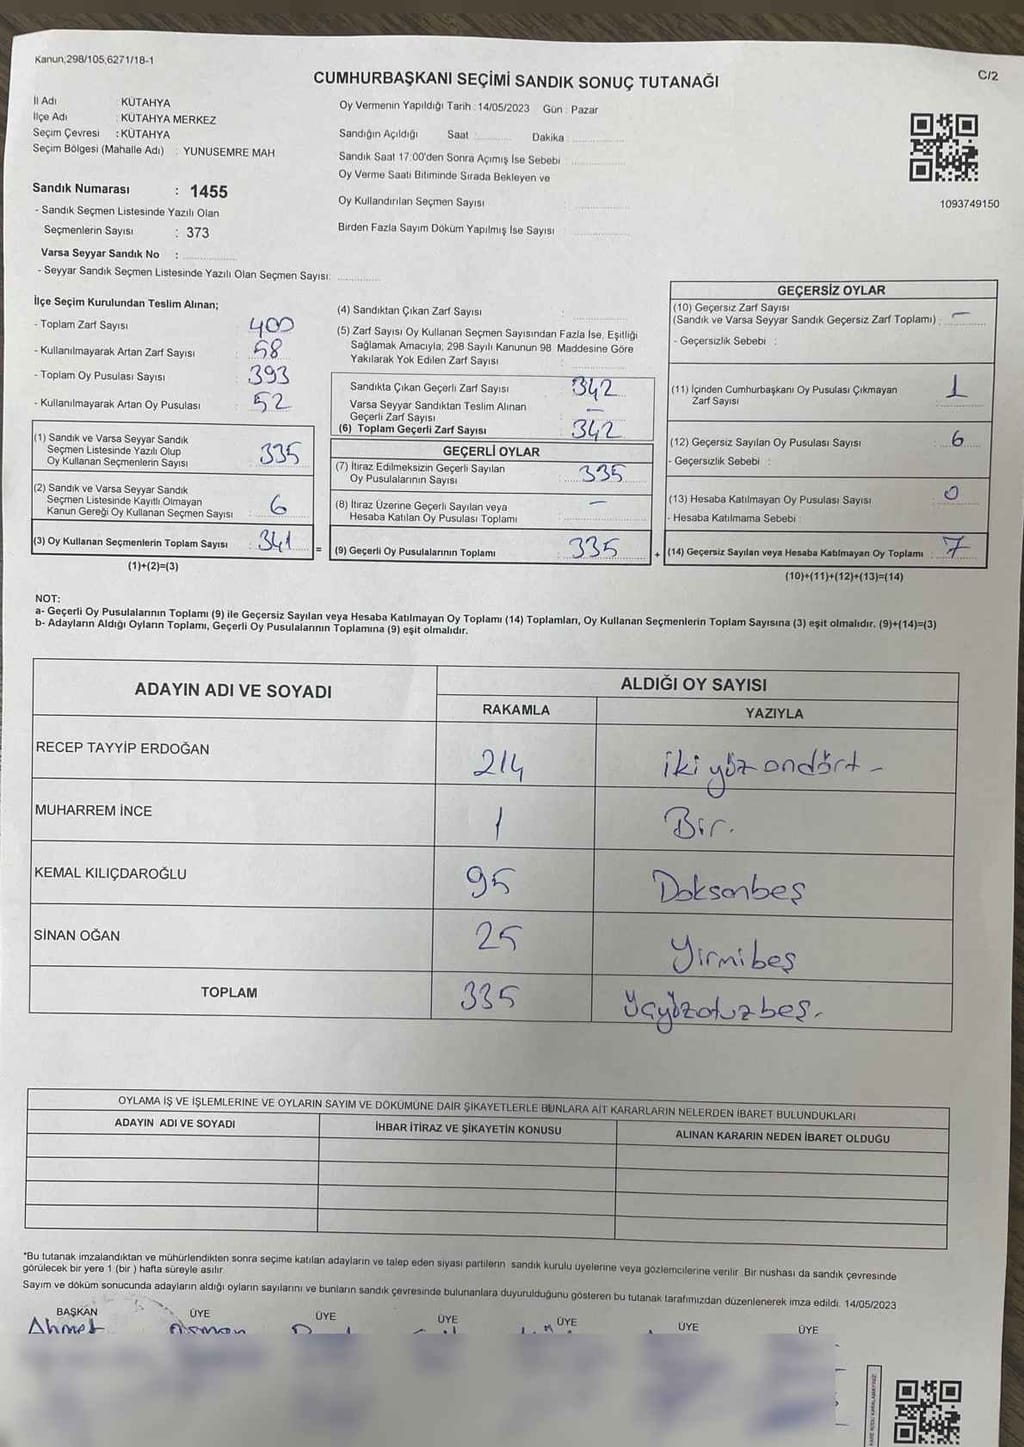 Kanun;298/105;6271/18-1
C/2
CUMHURBAŞKANI SEÇİMİ SANDIK SONUÇ TUTANAĞI
İl Adı : KÜTAHYA
İlçe Adı : KÜTAHYA MERKEZ
Seçim Çevresi : KÜTAHYA
Seçim Bölgesi (Mahalle Adı) : YUNUSEMRE MAH
Sandık Numarası : 1455
- Sandık Seçmen Listesinde Yazılı Olan
Seçmenlerin Sayısı : 373
Varsa Seyyar Sandık No :
- Seyyar Sandık Seçmen Listesinde Yazılı Olan Seçmen Sayısı:
Oy Vermenin Yapıldığı Tarih : 14/05/2023 Gün : Pazar
Sandığın Açıldığı Saat : Dakika :
Sandık Saat 17:00'den Sonra Açımış İse Sebebi
Oy Verme Saati Bitiminde Sırada Bekleyen ve
Oy Kullandırılan Seçmen Sayısı
Birden Fazla Sayım Döküm Yapılmış İse Sayısı
1093749150
İlçe Seçim Kurulundan Teslim Alınan;
- Toplam Zarf Sayısı : 400
- Kullanılmayarak Artan Zarf Sayısı : 58
- Toplam Oy Pusulası Sayısı : 393
- Kullanılmayarak Artan Oy Pusulası : 52
(1) Sandık ve Varsa Seyyar Sandık
Seçmen Listesinde Yazılı Olup
Oy Kullanan Seçmenlerin Sayısı : 335
(2) Sandık ve Varsa Seyyar Sandık
Seçmen Listesinde Kayıtlı Olmayan
Kanun Gereği Oy Kullanan Seçmen Sayısı : 6
(3) Oy Kullanan Seçmenlerin Toplam Sayısı : 341 =
(1)+(2)=(3)
(4) Sandıktan Çıkan Zarf Sayısı :
(5) Zarf Sayısı Oy Kullanan Seçmen Sayısından Fazla İse, Eşitliği
Sağlamak Amacıyla; 298 Sayılı Kanunun 98. Maddesine Göre
Yakılarak Yok Edilen Zarf Sayısı :
Sandıkta Çıkan Geçerli Zarf Sayısı : 342
Varsa Seyyar Sandıktan Teslim Alınan
Geçerli Zarf Sayısı : -
(6) Toplam Geçerli Zarf Sayısı : 342
GEÇERLİ OYLAR
(7) İtiraz Edilmeksizin Geçerli Sayılan
Oy Pusulalarının Sayısı : 335
(8) İtiraz Üzerine Geçerli Sayılan veya
Hesaba Katılan Oy Pusulası Toplamı : -
(9) Geçerli Oy Pusulalarının Toplamı : 335 +
GEÇERSİZ OYLAR
(10) Geçersiz Zarf Sayısı
(Sandık ve Varsa Seyyar Sandık Geçersiz Zarf Toplamı) : -
- Geçersizlik Sebebi :
(11) İçinden Cumhurbaşkanı Oy Pusulası Çıkmayan
Zarf Sayısı : 1
(12) Geçersiz Sayılan Oy Pusulası Sayısı : 6
- Geçersizlik Sebebi :
(13) Hesaba Katılmayan Oy Pusulası Sayısı : 0
- Hesaba Katılmama Sebebi :
(14) Geçersiz Sayılan veya Hesaba Katılmayan Oy Toplamı : 7
(10)+(11)+(12)+(13)=(14)
NOT:
a- Geçerli Oy Pusulalarının Toplamı (9) ile Geçersiz Sayılan veya Hesaba Katılmayan Oy Toplamı (14) Toplamları, Oy Kullanan Seçmenlerin Toplam Sayısına (3) eşit olmalıdır. (9)+(14)=(3)
b- Adayların Aldığı Oyların Toplamı, Geçerli Oy Pusulalarının Toplamına (9) eşit olmalıdır.
ADAYIN ADI VE SOYADI
ALDIĞI OY SAYISI
RAKAMLA YAZIYLA
RECEP TAYYİP ERDOĞAN 214 iki yüz ondört -
MUHARREM İNCE 1 Bir.
KEMAL KILIÇDAROĞLU 95 Doksanbeş
SİNAN OĞAN 25 Yirmibeş
TOPLAM 335 Üçyüzotuzbeş.
OYLAMA İŞ VE İŞLEMLERİNE VE OYLARIN SAYIM VE DÖKÜMÜNE DAİR ŞİKAYETLERLE BUNLARA AİT KARARLARIN NELERDEN İBARET BULUNDUKLARI
ADAYIN ADI VE SOYADI İHBAR İTİRAZ VE ŞİKAYETİN KONUSU ALINAN KARARIN NEDEN İBARET OLDUĞU
*Bu tutanak imzalandıktan ve mühürlendikten sonra seçime katılan adayların ve talep eden siyasi partilerin sandık kurulu üyelerine veya gözlemcilerine verilir. Bir nüshası da sandık çevresinde
görülecek bir yere 1 (bir ) hafta süreyle asılır.
Sayım ve döküm sonucunda adayların aldığı oyların sayılarını ve bunların sandık çevresinde bulunanlara duyurulduğunu gösteren bu tutanak tarafımızdan düzenlenerek imza edildi. 14/05/2023
BAŞKAN ÜYE ÜYE ÜYE ÜYE ÜYE ÜYE
Ahmet Osman